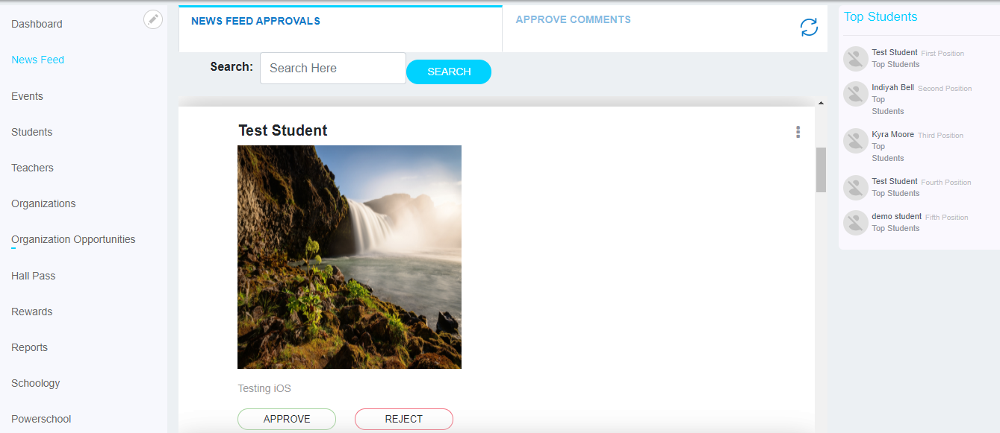 Dashboard
News Feed
Events
Students
Teachers
Organizations
Organization Opportunities
Hall Pass
Rewards
Reports
Schoology
Powerschool
NEWS FEED APPROVALS
APPROVE COMMENTS
Search:
Search Here
SEARCH
Test Student
Testing iOS
APPROVE
REJECT
Top Students
Test Student First Position
Top Students
Indiyah Bell Second Position
Top
Students
Kyra Moore Third Position
Top
Students
Test Student Fourth Position
Top Students
demo student Fifth Position
Top Students